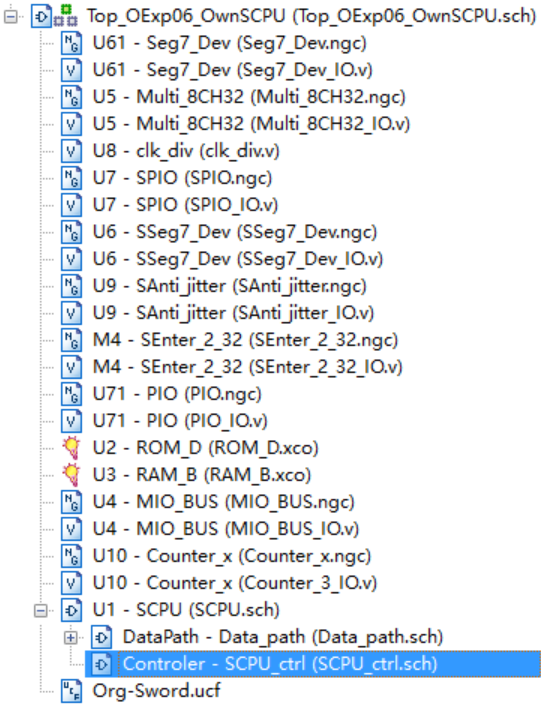 Top_OExp06_OwnSCPU (Top_OExp06_OwnSCPU.sch)
U61 - Seg7_Dev (Seg7_Dev.ngc)
U61 - Seg7_Dev (Seg7_Dev_IO.v)
U5 - Multi_8CH32 (Multi_8CH32.ngc)
U5 - Multi_8CH32 (Multi_8CH32_IO.v)
U8 - clk_div (clk_div.v)
U7 - SPIO (SPIO.ngc)
U7 - SPIO (SPIO_IO.v)
U6 - SSeg7_Dev (SSeg7_Dev.ngc)
U6 - SSeg7_Dev (SSeg7_Dev_IO.v)
U9 - SAnti_jitter (SAnti_jitter.ngc)
U9 - SAnti_jitter (SAnti_jitter_IO.v)
M4 - SEnter_2_32 (SEnter_2_32.ngc)
M4 - SEnter_2_32 (SEnter_2_32_IO.v)
U71 - PIO (PIO.ngc)
U71 - PIO (PIO_IO.v)
U2 - ROM_D (ROM_D.xco)
U3 - RAM_B (RAM_B.xco)
U4 - MIO_BUS (MIO_BUS.ngc)
U4 - MIO_BUS (MIO_BUS_IO.v)
U10 - Counter_x (Counter_x.ngc)
U10 - Counter_x (Counter_3_IO.v)
U1 - SCPU (SCPU.sch)
DataPath - Data_path (Data_path.sch)
Controler - SCPU_ctrl (SCPU_ctrl.sch)
Org-Sword.ucf